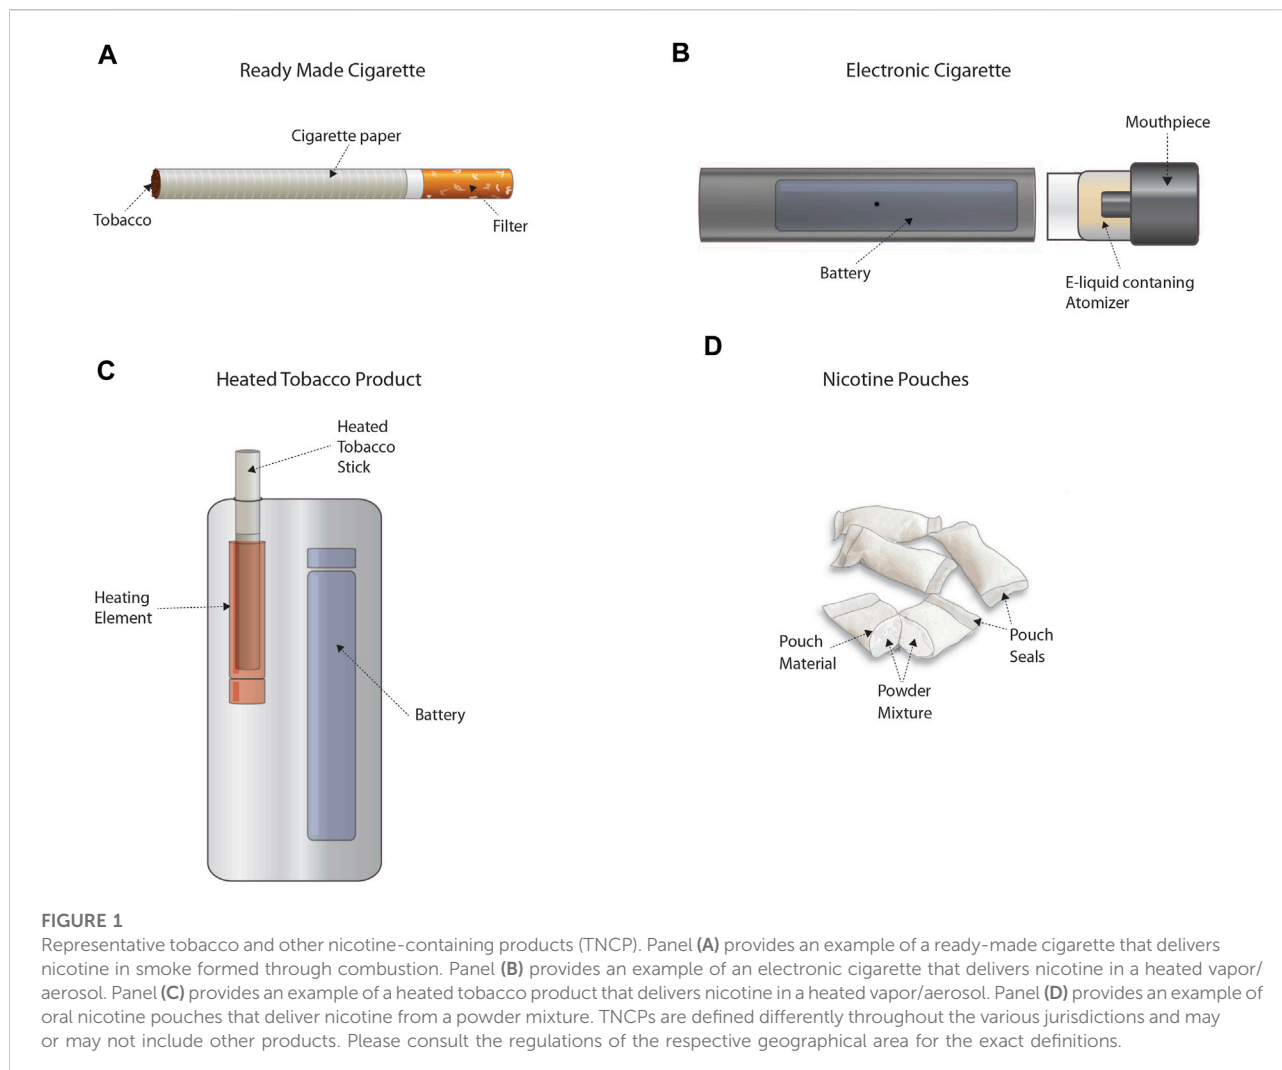 A
Ready Made Cigarette
Cigarette paper
Tobacco
Filter
B
Electronic Cigarette
Mouthpiece
Battery
E-liquid contaning
Atomizer
C
Heated Tobacco Product
Heated
Tobacco
Stick
Heating
Element
Battery
D
Nicotine Pouches
Pouch
Material
Powder
Mixture
Pouch
Seals
FIGURE 1
Representative tobacco and other nicotine-containing products (TNCP). Panel (A) provides an example of a ready-made cigarette that delivers
nicotine in smoke formed through combustion. Panel (B) provides an example of an electronic cigarette that delivers nicotine in a heated vapor/
aerosol. Panel (C) provides an example of a heated tobacco product that delivers nicotine in a heated vapor/aerosol. Panel (D) provides an example of
oral nicotine pouches that deliver nicotine from a powder mixture. TNCPs are defined differently throughout the various jurisdictions and may
or may not include other products. Please consult the regulations of the respective geographical area for the exact definitions.